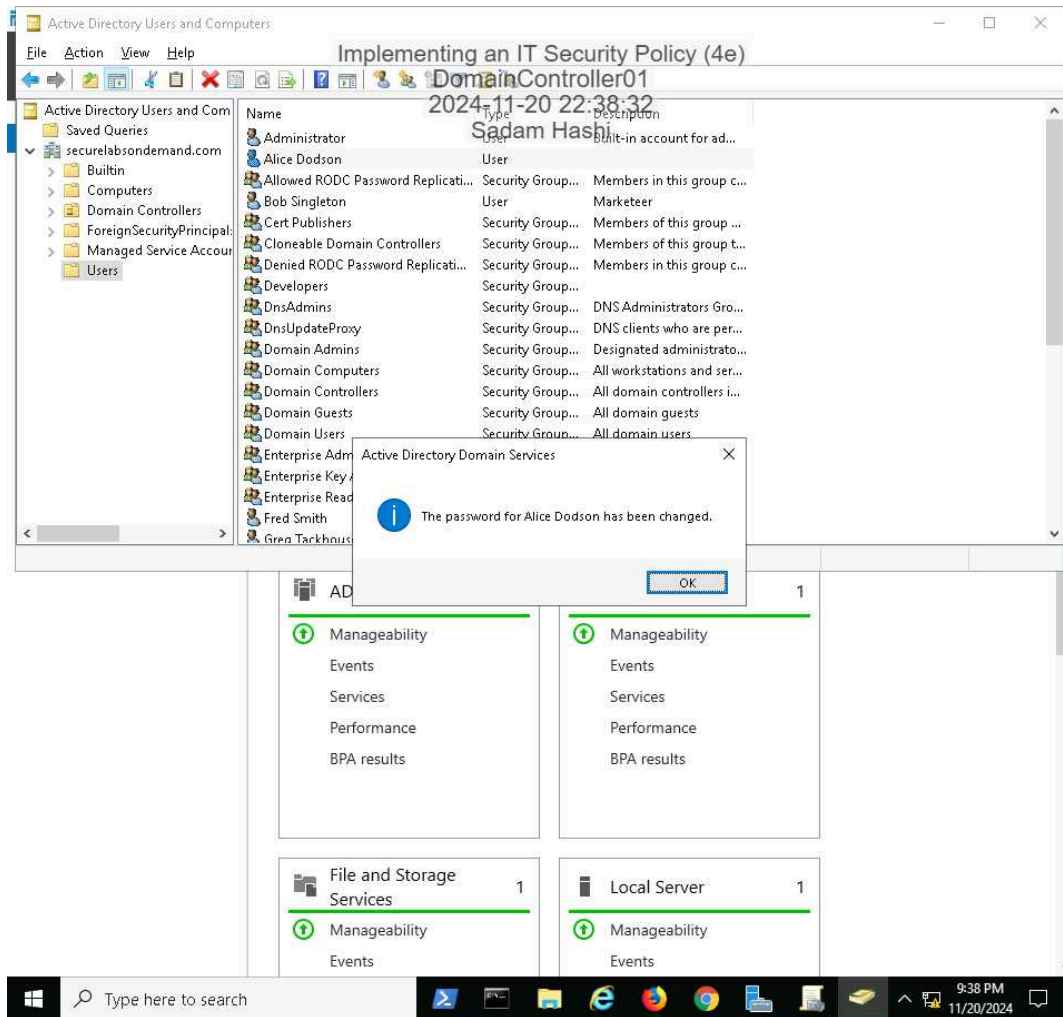 Active Directory Users and Computers
File Action View Help
Implementing an IT Security Policy (4e)
DomainController01
2024-11-20 22:38:32
Sadam Hashi
Active Directory Users and Com
Saved Queries
securelabsondemand.com
Builtin
Computers
Domain Controllers
ForeignSecurityPrincipal:
Managed Service Accour
Users
Name Type Description
Administrator User Built-in account for ad...
Alice Dodson User
Allowed RODC Password Replicati... Security Group... Members in this group c...
Bob Singleton User Marketeer
Cert Publishers Security Group... Members of this group ...
Cloneable Domain Controllers Security Group... Members of this group t...
Denied RODC Password Replicati... Security Group... Members in this group c...
Developers Security Group...
DnsAdmins Security Group... DNS Administrators Gro...
DnsUpdateProxy Security Group... DNS clients who are per...
Domain Admins Security Group... Designated administrato...
Domain Computers Security Group... All workstations and ser...
Domain Controllers Security Group... All domain controllers i...
Domain Guests Security Group... All domain guests
Domain Users Security Group... All domain users
Enterprise Adm
Enterprise Key
Enterprise Read
Fred Smith
Greg Tackhous
Active Directory Domain Services
The password for Alice Dodson has been changed.
OK
AD
1
Manageability
Events
Services
Performance
BPA results
Manageability
Events
Services
Performance
BPA results
File and Storage
Services 1
Manageability
Events
Local Server 1
Manageability
Events
Type here to search
9:38 PM
11/20/2024